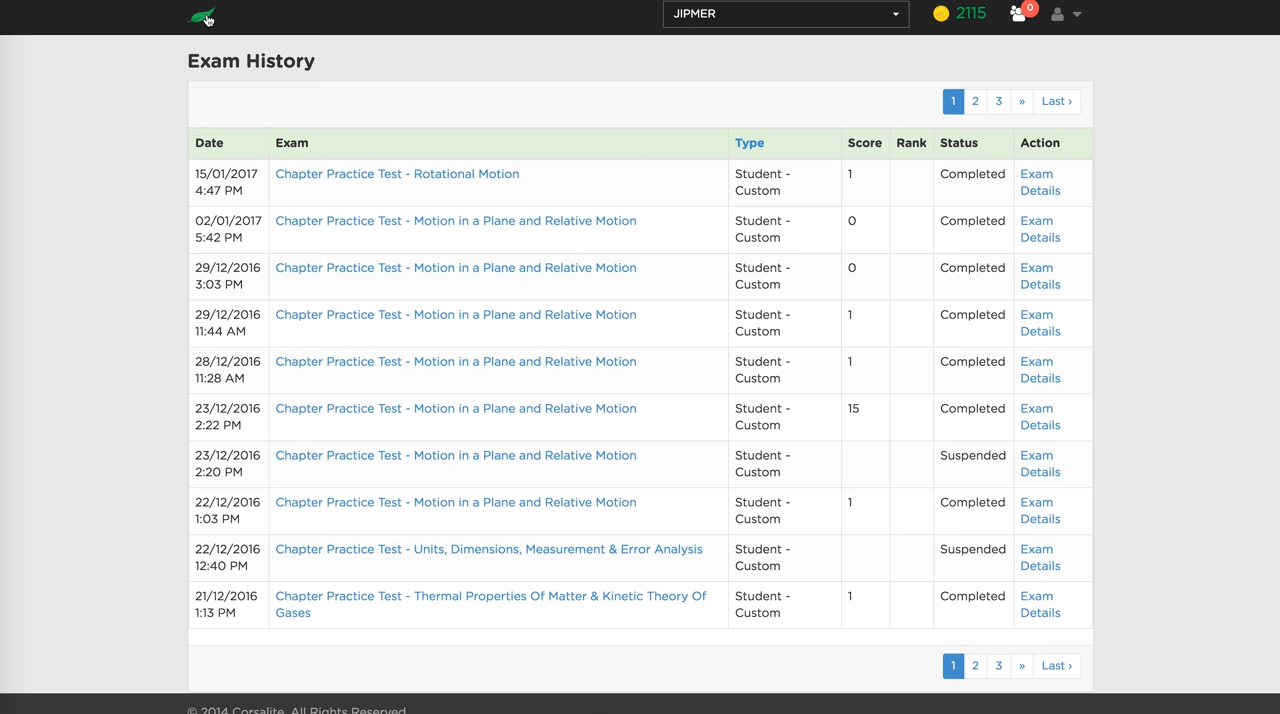 JIPMER
2115
0
Exam History
1 2 3 » Last ›
Date Exam Type Score Rank Status Action
15/01/2017 Chapter Practice Test - Rotational Motion Student - 1 Completed Exam
4:47 PM Custom Details
02/01/2017 Chapter Practice Test - Motion in a Plane and Relative Motion Student - 0 Completed Exam
5:42 PM Custom Details
29/12/2016 Chapter Practice Test - Motion in a Plane and Relative Motion Student - 0 Completed Exam
3:03 PM Custom Details
29/12/2016 Chapter Practice Test - Motion in a Plane and Relative Motion Student - 1 Completed Exam
11:44 AM Custom Details
28/12/2016 Chapter Practice Test - Motion in a Plane and Relative Motion Student - 1 Completed Exam
11:28 AM Custom Details
23/12/2016 Chapter Practice Test - Motion in a Plane and Relative Motion Student - 15 Completed Exam
2:22 PM Custom Details
23/12/2016 Chapter Practice Test - Motion in a Plane and Relative Motion Student - Suspended Exam
2:20 PM Custom Details
22/12/2016 Chapter Practice Test - Motion in a Plane and Relative Motion Student - 1 Completed Exam
1:03 PM Custom Details
22/12/2016 Chapter Practice Test - Units, Dimensions, Measurement & Error Analysis Student - Suspended Exam
12:40 PM Custom Details
21/12/2016 Chapter Practice Test - Thermal Properties Of Matter & Kinetic Theory Of Student - 1 Completed Exam
1:13 PM Gases Custom Details
1 2 3 » Last ›
© 2014 Corsalite. All Rights Reserved